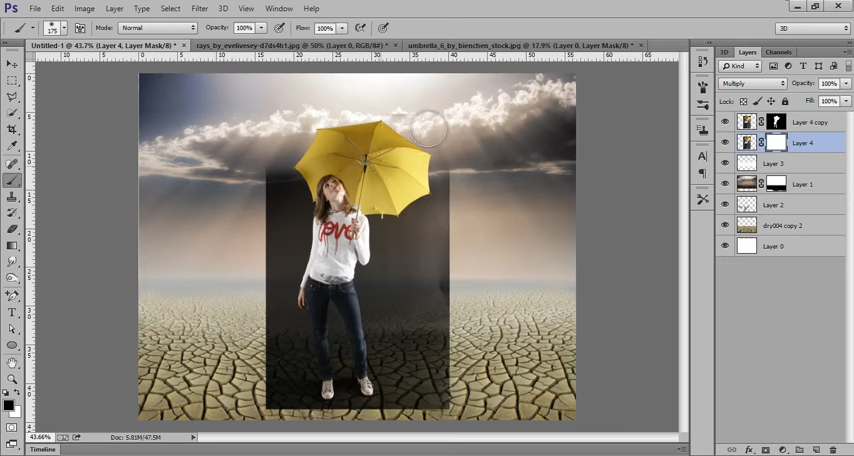 Ps File Edit Image Layer Type Select Filter 3D View Window Help
175 Mode: Normal Opacity: 100% Flow: 100% 3D
Untitled-1 @ 43.7% (Layer 4, Layer Mask/8) * × rays_by_evelivesey-d7ds4h1.jpg @ 50% (Layer 0, RGB/8#) * × umbrella_6_by_bienchen_stock.jpg @ 17.9% (Layer 0, Layer Mask/8) * ×
3D Layers Channels
Kind
Multiply Opacity: 100%
Lock: Fill: 100%
Layer 4 copy
Layer 4
Layer 3
Layer 1
Layer 2
dry004 copy 2
Layer 0
love
43.66% Doc: 5.81M/47.5M
Timeline